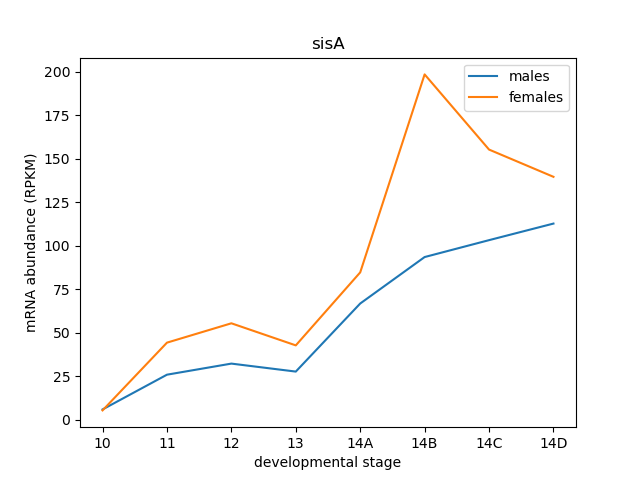 sisA
males
females
mRNA abundance (RPKM)
200
175
150
125
100
75
50
25
0
10 11 12 13 14A 14B 14C 14D
developmental stage